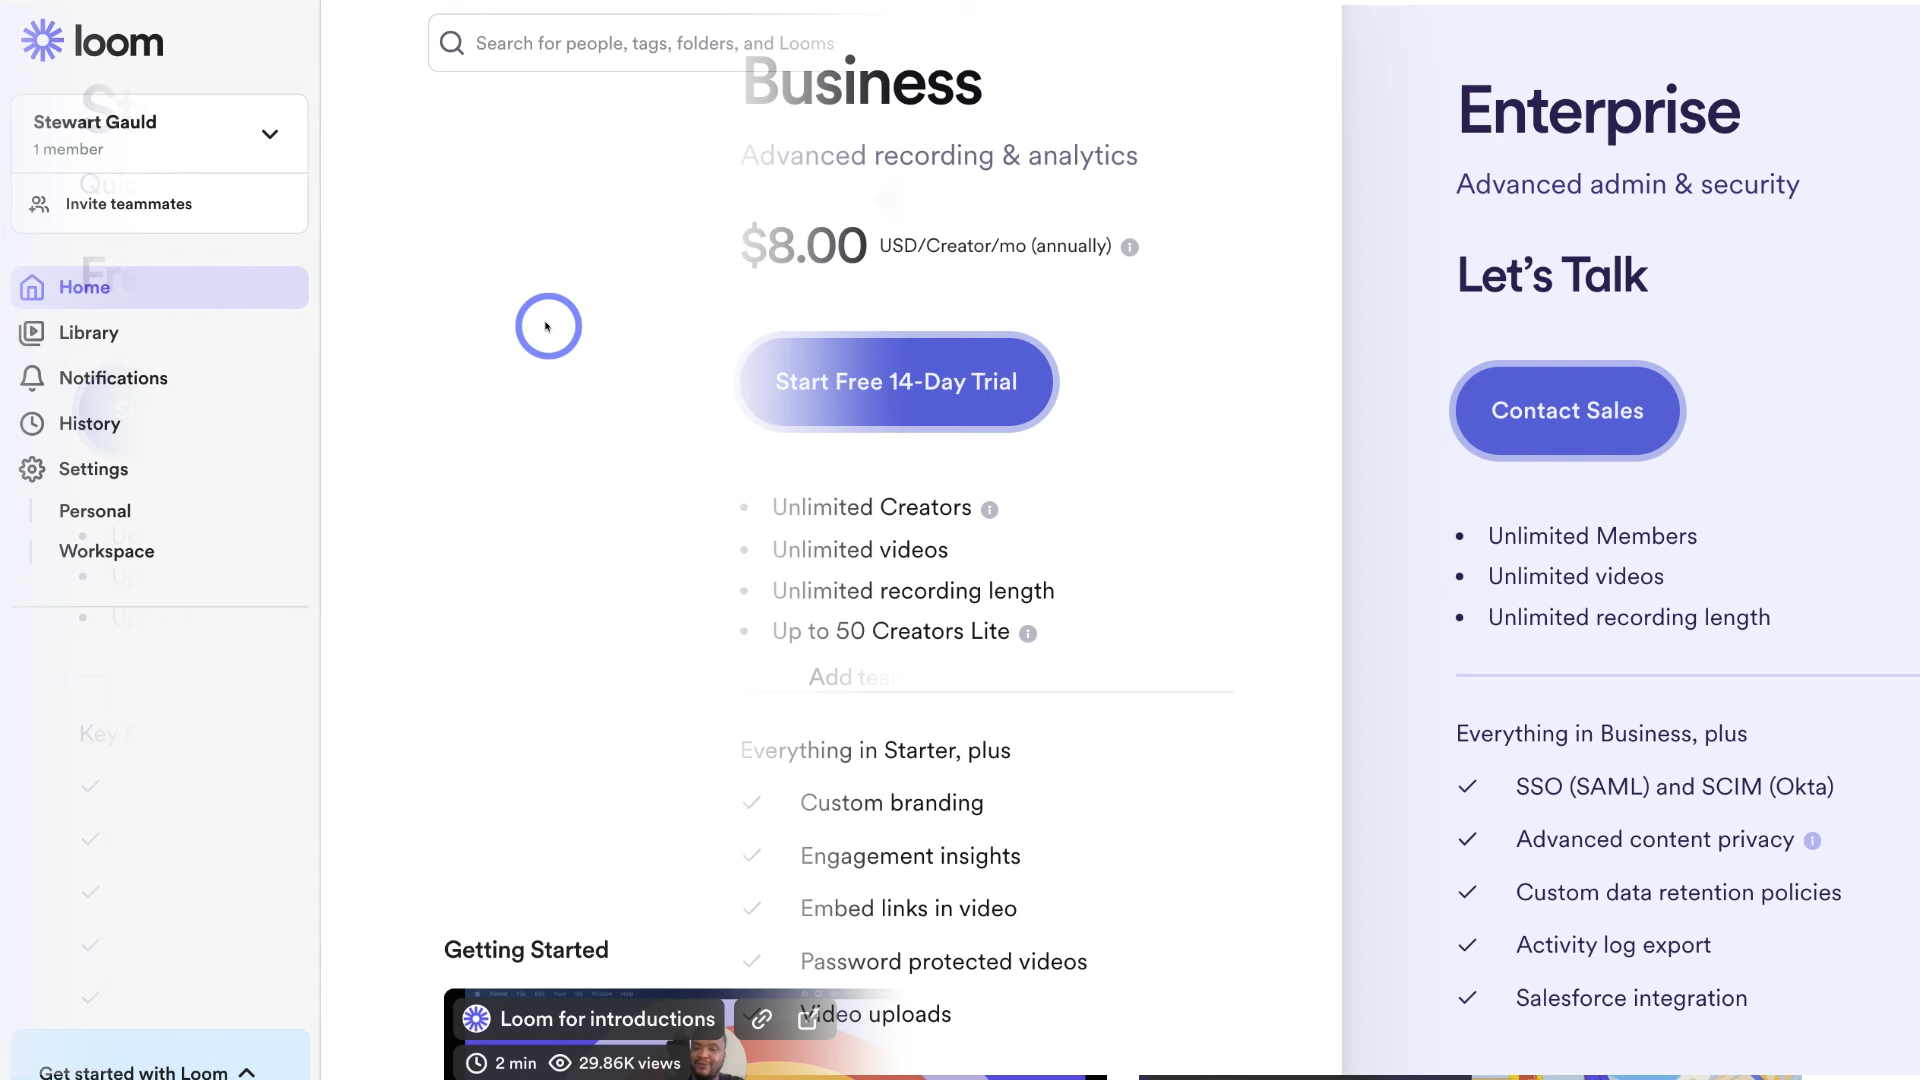 loom
Stewart Gauld
1 member
Invite teammates
Home
Library
Notifications
History
Settings
Personal
Workspace
Get started with Loom
Search for people, tags, folders, and Looms
Business
Advanced recording & analytics
$8.00 USD/Creator/mo (annually)
Start Free 14-Day Trial
Unlimited Creators
Unlimited videos
Unlimited recording length
Up to 50 Creators Lite
Add tea
Everything in Starter, plus
Custom branding
Engagement insights
Embed links in video
Password protected videos
Video uploads
Getting Started
Loom for introductions
2 min 29.86K views
Enterprise
Advanced admin & security
Let's Talk
Contact Sales
Unlimited Members
Unlimited videos
Unlimited recording length
Everything in Business, plus
SSO (SAML) and SCIM (Okta)
Advanced content privacy
Custom data retention policies
Activity log export
Salesforce integration